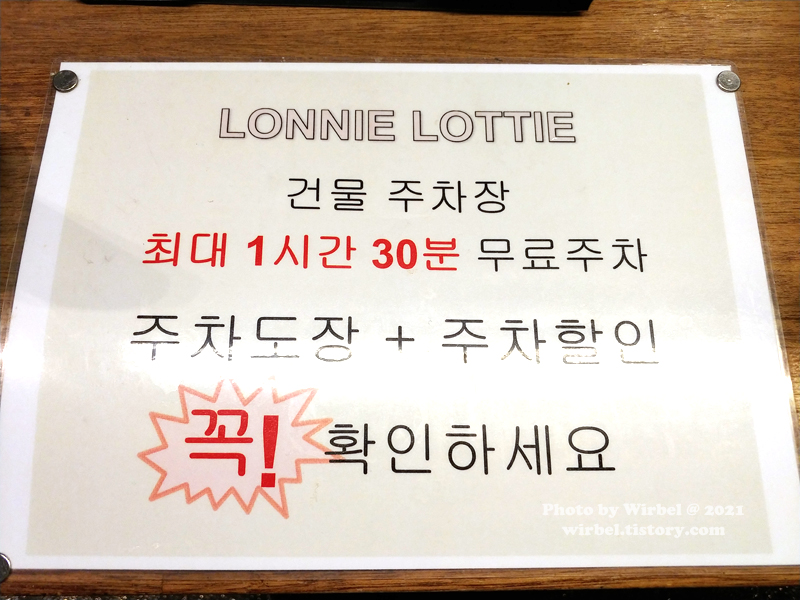 LONNIE LOTTIE
건물 주차장
최대 1시간 30분 무료주차
주차도장 + 주차할인
꼭! 확인하세요
Photo by Wirbel @ 2021
wirbel.tistory.com